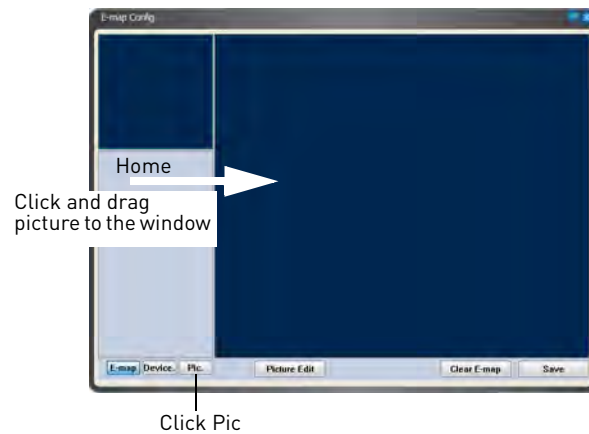 E-map Config
Home
Click and drag
picture to the window
E-map Device. Pic. Picture Edit Clear E-map Save
Click Pic